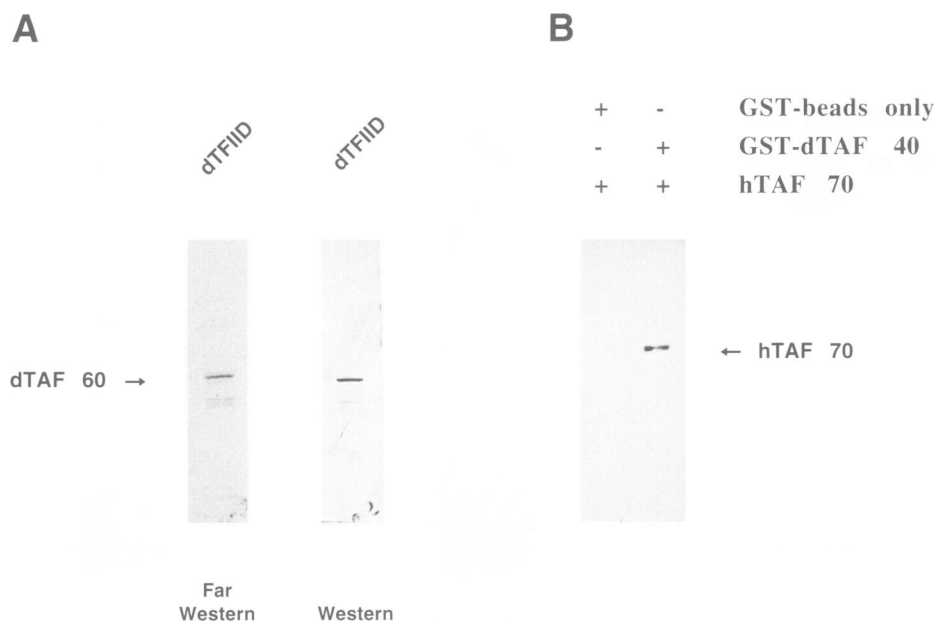 A
B
dTFIID
dTFIID
+ - GST-beads only
- + GST-dTAF 40
+ + hTAF 70
dTAF 60 →
← hTAF 70
Far
Western
Western